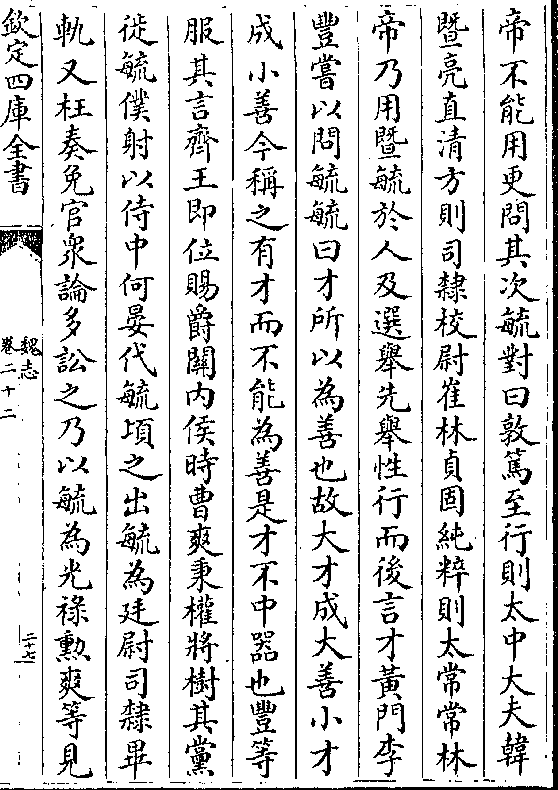 帝不能用更問其次毓對曰敦篤至行則太中大夫韓
暨亮直清方則司隸校尉崔林貞固純粹則太常常林
帝乃用暨毓於人及選舉先舉性行而後言才黃門李
豐嘗以問毓毓曰才所以為善也故大才成大善小才
成小善今稱之有才而不能為善是才不中器也豐等
服其言齊王即位賜爵關內侯時曹爽秉權將樹其黨
徙毓僕射以侍中何晏代毓頃之出毓為廷尉司隸畢
軌又枉奏免官衆論多訟之乃以毓為光祿勲爽等見
欽定四庫全書
魏志
卷二十二
二十七